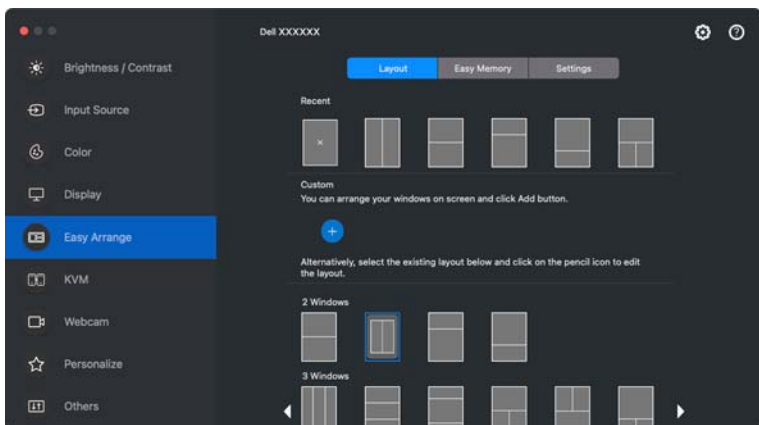 Dell XXXXXX
Brightness / Contrast
Input Source
Color
Display
Easy Arrange
KVM
Webcam
Personalize
Others
Layout Easy Memory Settings
Recent
Custom
You can arrange your windows on screen and click Add button.
Alternatively, select the existing layout below and click on the pencil icon to edit
the layout.
2 Windows
3 Windows